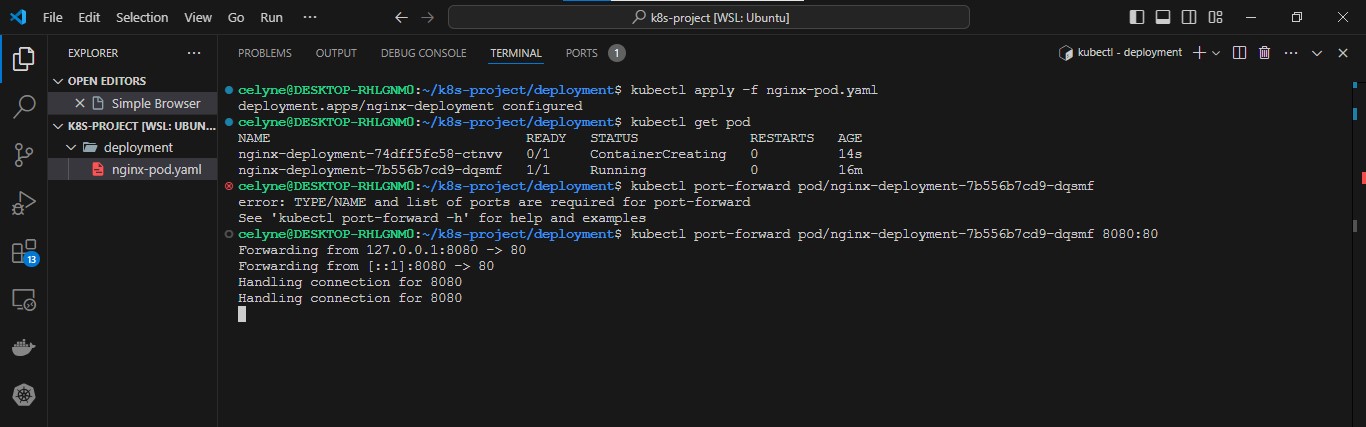 File Edit Selection View Go Run ··· k8s-project [WSL: Ubuntu]
EXPLORER ···
OPEN EDITORS
Simple Browser
K8S-PROJECT [WSL: UBUN...
deployment
nginx-pod.yaml
13
PROBLEMS OUTPUT DEBUG CONSOLE TERMINAL PORTS 1 kubectl - deployment ···
celyne@DESKTOP-RHLGNM0:~/k8s-project/deployment$ kubectl apply -f nginx-pod.yaml
deployment.apps/nginx-deployment configured
celyne@DESKTOP-RHLGNM0:~/k8s-project/deployment$ kubectl get pod
NAME READY STATUS RESTARTS AGE
nginx-deployment-74dff5fc58-ctnvv 0/1 ContainerCreating 0 14s
nginx-deployment-7b556b7cd9-dqsmf 1/1 Running 0 16m
celyne@DESKTOP-RHLGNM0:~/k8s-project/deployment$ kubectl port-forward pod/nginx-deployment-7b556b7cd9-dqsmf
error: TYPE/NAME and list of ports are required for port-forward
See 'kubectl port-forward -h' for help and examples
celyne@DESKTOP-RHLGNM0:~/k8s-project/deployment$ kubectl port-forward pod/nginx-deployment-7b556b7cd9-dqsmf 8080:80
Forwarding from 127.0.0.1:8080 -> 80
Forwarding from [::1]:8080 -> 80
Handling connection for 8080
Handling connection for 8080